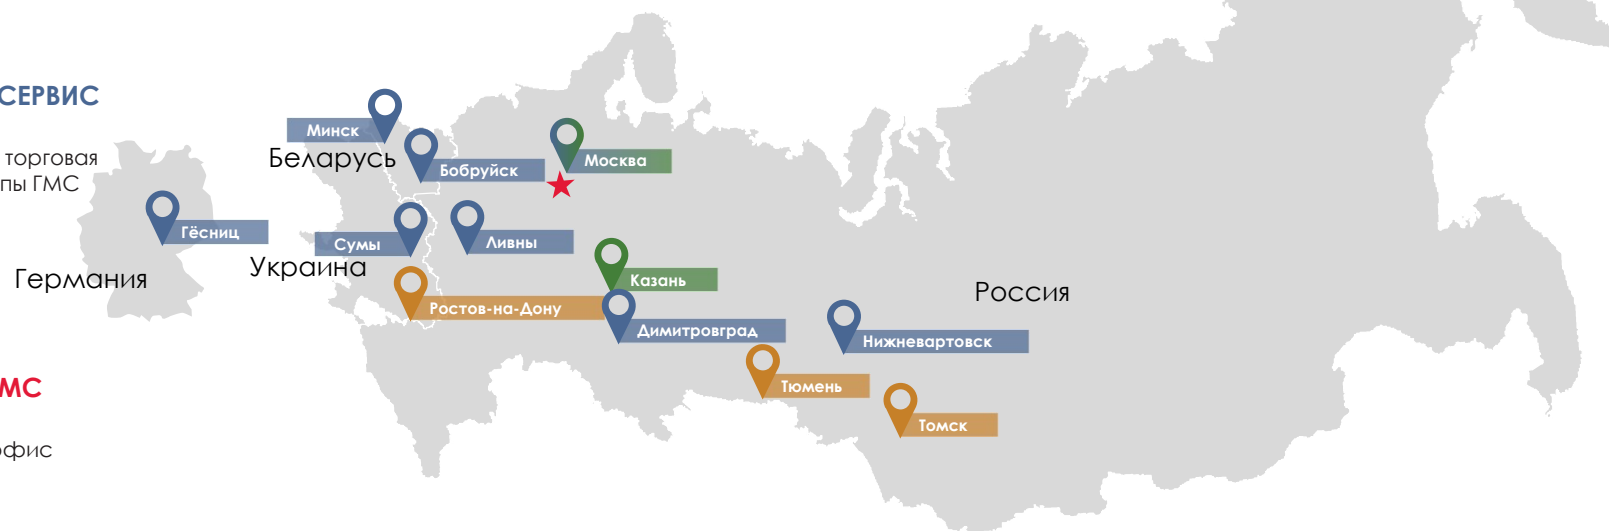 СЕРВИС
торговая
пы ГМС
МС
офис
Минск
Беларусь
Бобруйск
Москва
Гёсниц
Германия
Сумы
Украина
Ливны
Казань
Ростов-на-Дону
Димитровград
Россия
Нижневартовск
Тюмень
Томск